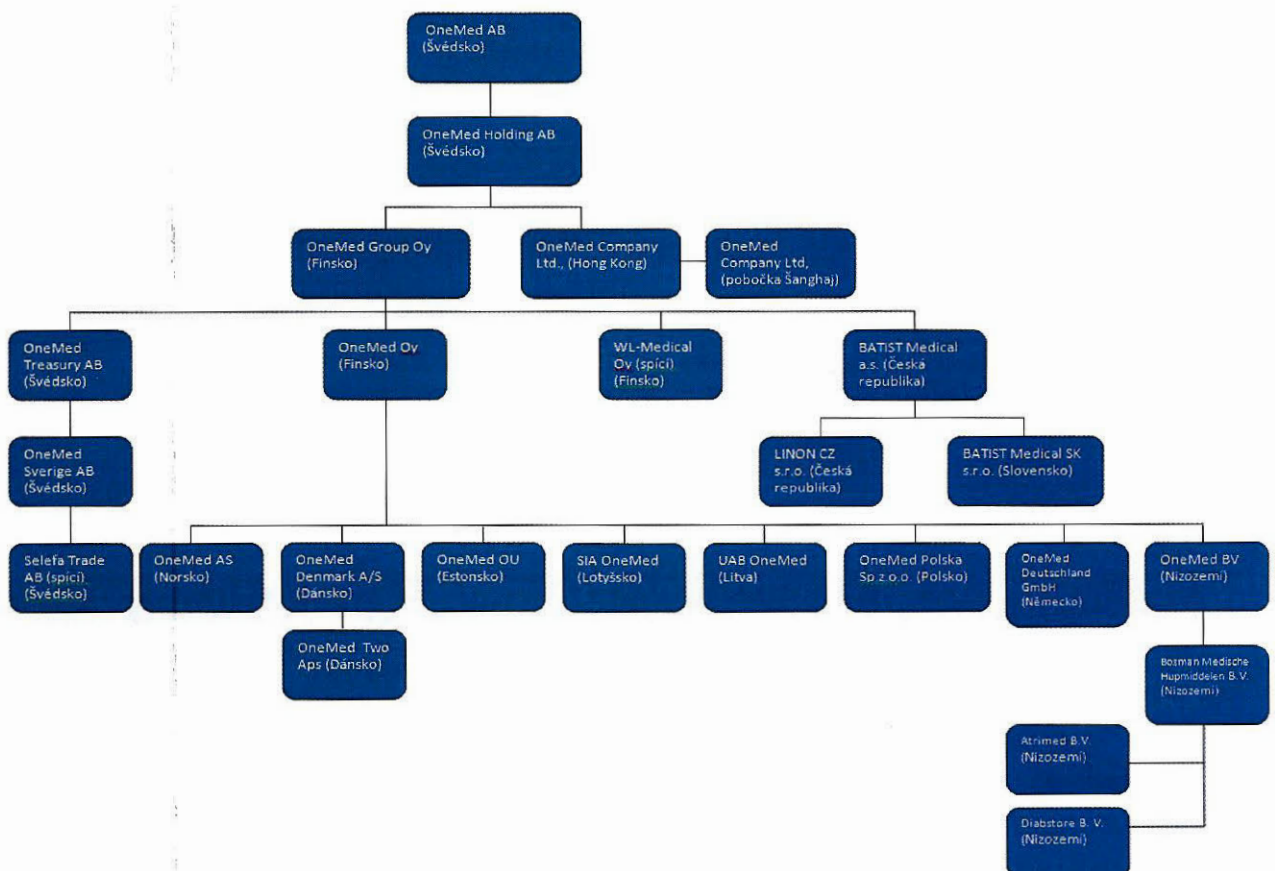 OneMed AB
(Švédsko)
OneMed Holding AB
(Švédsko)
OneMed Group Oy
(Finsko)
OneMed Company
Ltd., (Hong Kong)
OneMed
Company Ltd,
(pobočka Šanghaj)
OneMed
Treasury AB
(Švédsko)
OneMed Oy
(Finsko)
WL-Medical
Oy (spící)
(Finsko)
BATIST Medical
a.s. (Česká
republika)
OneMed
Sverige AB
(Švédsko)
LINON CZ
s.r.o. (Česká
republika)
BATIST Medical SK
s.r.o. (Slovensko)
Selefa Trade
AB (spící)
(Švédsko)
OneMed AS
(Norsko)
OneMed
Denmark A/S
(Dánsko)
OneMed OU
(Estonsko)
SIA OneMed
(Lotyšsko)
UAB OneMed
(Litva)
OneMed Polska
Sp.z.o.o. (Polsko)
OneMed
Deutschland
GmbH
(Německo)
OneMed BV
(Nizozemí)
OneMed Two
Aps (Dánsko)
Bosman Medische
Hupmiddelen B.V.
(Nizozemí)
Atrimed B.V.
(Nizozemí)
Diabstore B. V.
(Nizozemí)